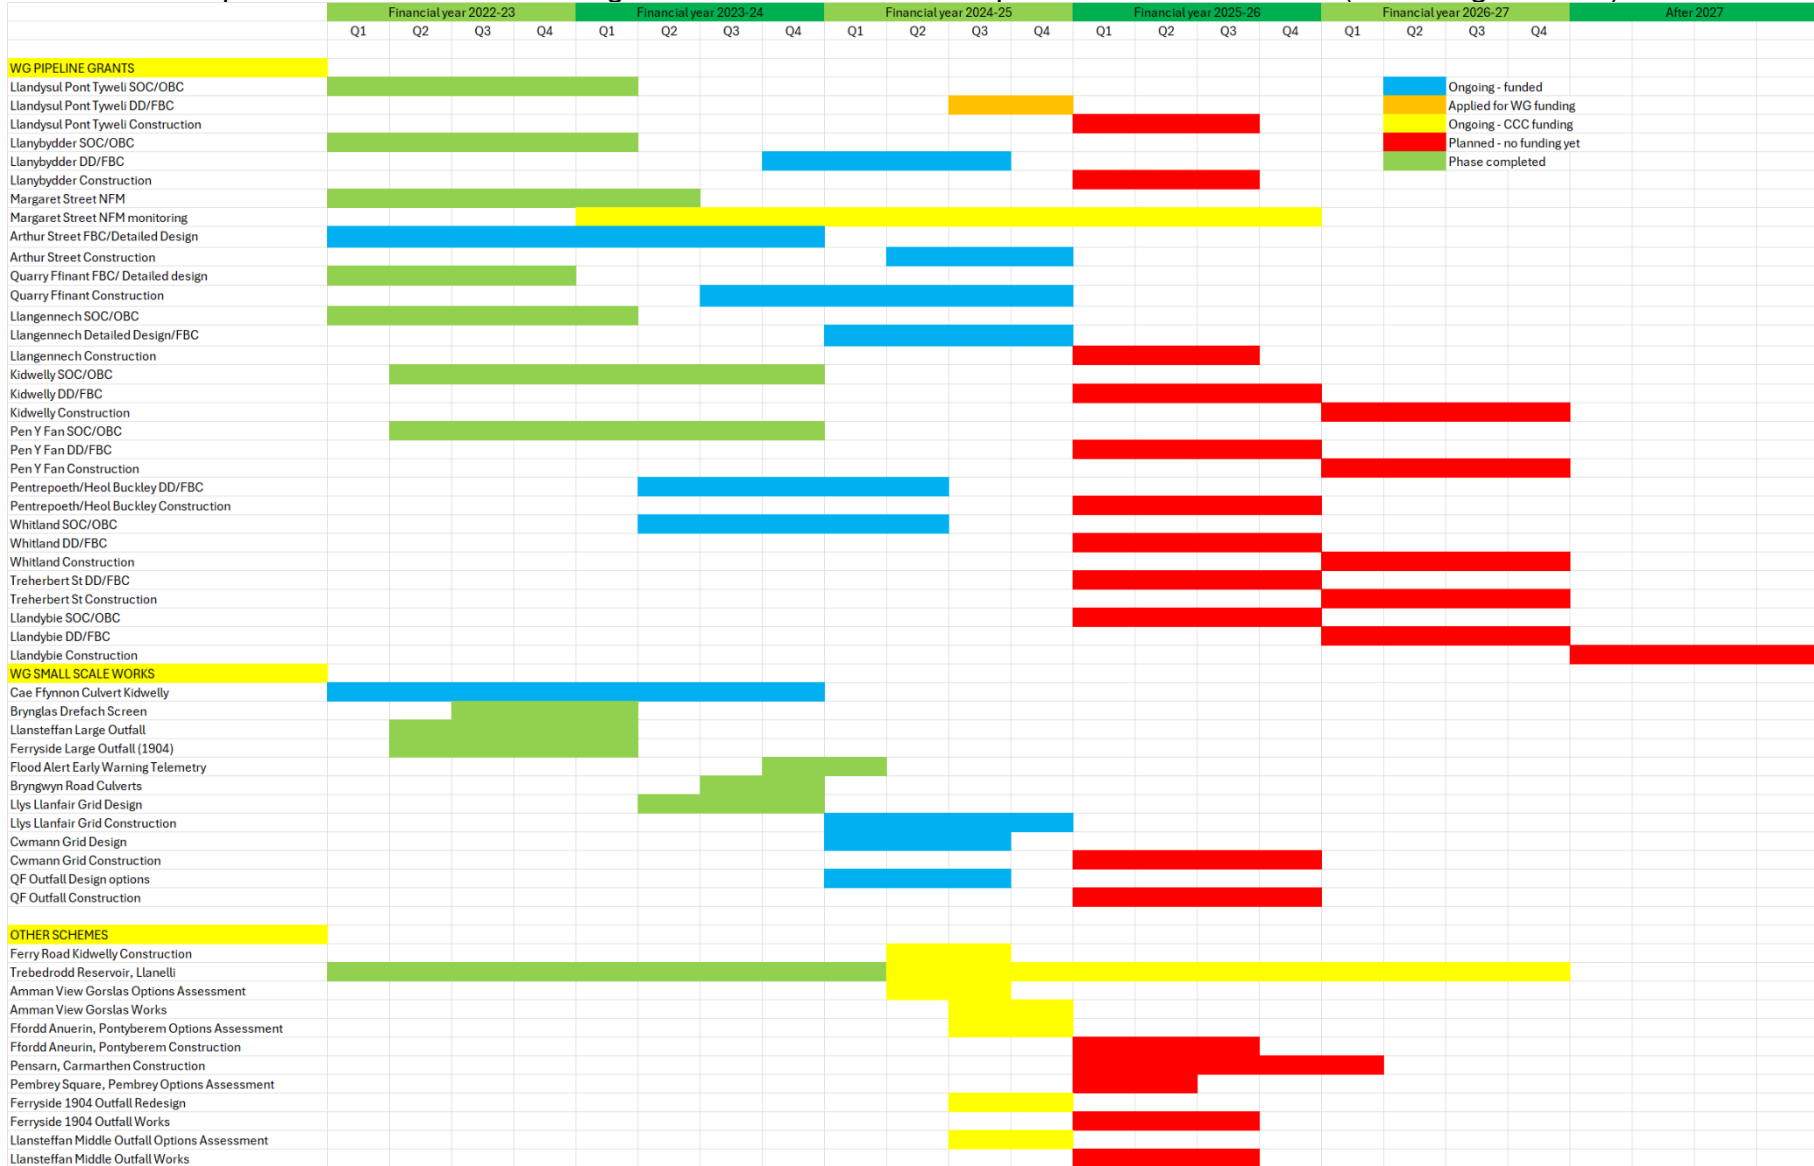 Financial year 2022-23 Financial year 2023-24 Financial year 2024-25 Financial year 2025-26 Financial year 2026-27 After 2027
Q1 Q2 Q3 Q4 Q1 Q2 Q3 Q4 Q1 Q2 Q3 Q4 Q1 Q2 Q3 Q4 Q1 Q2 Q3 Q4
WG PIPELINE GRANTS
Llandysul Pont Tyweli SOC/OBC Ongoing - funded
Llandysul Pont Tyweli DD/FBC Applied for WG funding
Llandysul Pont Tyweli Construction Ongoing - CCC funding
Llanybydder SOC/OBC Planned - no funding yet
Llanybydder DD/FBC Phase completed
Llanybydder Construction
Margaret Street NFM
Margaret Street NFM monitoring
Arthur Street FBC/Detailed Design
Arthur Street Construction
Quarry Ffinant FBC/ Detailed design
Quarry Ffinant Construction
Llangennech SOC/OBC
Llangennech Detailed Design/FBC
Llangennech Construction
Kidwelly SOC/OBC
Kidwelly DD/FBC
Kidwelly Construction
Pen Y Fan SOC/OBC
Pen Y Fan DD/FBC
Pen Y Fan Construction
Pentrepoeth/Heol Buckley DD/FBC
Pentrepoeth/Heol Buckley Construction
Whitland SOC/OBC
Whitland DD/FBC
Whitland Construction
Treherbert St DD/FBC
Treherbert St Construction
Llandybie SOC/OBC
Llandybie DD/FBC
Llandybie Construction
WG SMALL SCALE WORKS
Cae Ffynnon Culvert Kidwelly
Brynglas Drefach Screen
Llansteffan Large Outfall
Ferryside Large Outfall (1904)
Flood Alert Early Warning Telemetry
Bryngwyn Road Culverts
Llys Llanfair Grid Design
Llys Llanfair Grid Construction
Cwmann Grid Design
Cwmann Grid Construction
QF Outfall Design options
QF Outfall Construction
OTHER SCHEMES
Ferry Road Kidwelly Construction
Trebedrodd Reservoir, Llanelli
Amman View Gorslas Options Assessment
Amman View Gorslas Works
Ffordd Anuerin, Pontyberem Options Assessment
Ffordd Aneurin, Pontyberem Construction
Pensarn, Carmarthen Construction
Pembrey Square, Pembrey Options Assessment
Ferryside 1904 Outfall Redesign
Ferryside 1904 Outfall Works
Llansteffan Middle Outfall Options Assessment
Llansteffan Middle Outfall Works